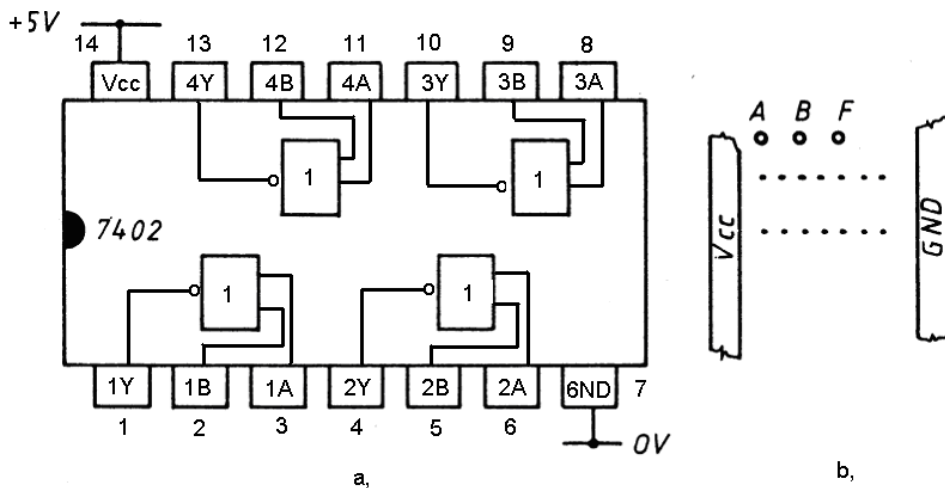 +5V
14 13 12 11 10 9 8
Vcc 4Y 4B 4A 3Y 3B 3A
1 1
7402
1 1
1Y 1B 1A 2Y 2B 2A 6ND 7
1 2 3 4 5 6
0V
a,
A B F
Vcc GND
b,